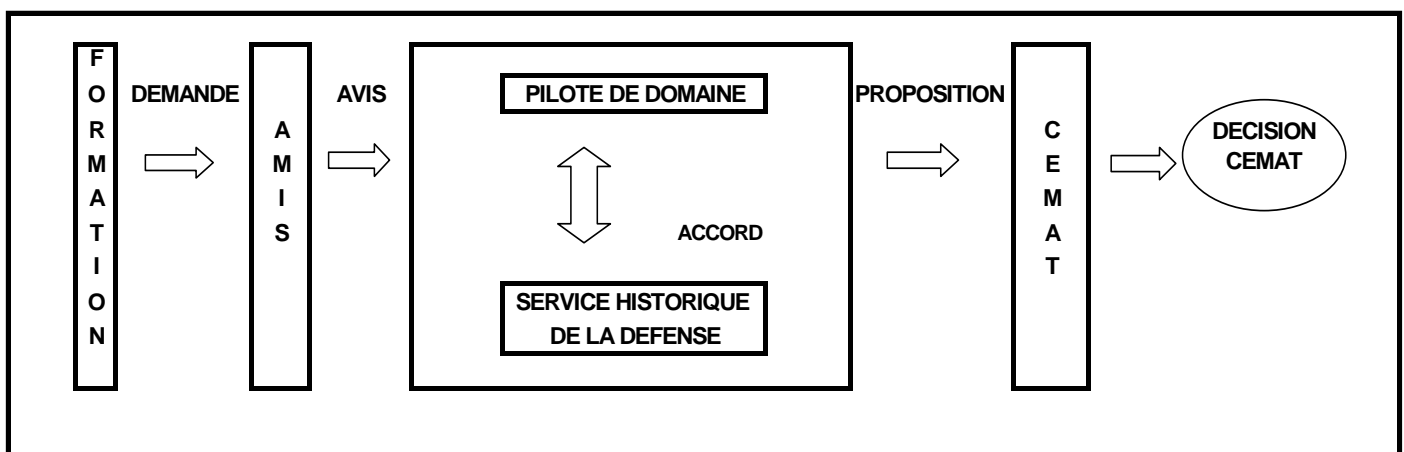 FORMATION
DEMANDE
AMIS
AVIS
PILOTE DE DOMAINE
ACCORD
SERVICE HISTORIQUE
DE LA DEFENSE
PROPOSITION
CEMAT
DECISION
CEMAT